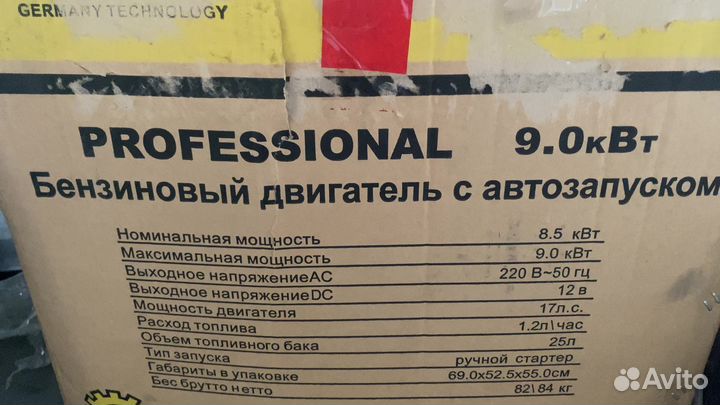 GERMANY TECHNOLOGY
PROFESSIONAL 9.0кВт
Бензиновый двигатель с автозапуском
Номинальная мощность 8.5 кВт
Максимальная мощность 9.0 кВт
Выходное напряжениеAC 220 В~50 гц
Выходное напряжениеDC 12 в
Мощность двигателя 17л.с.
Расход топлива 1.2л\час
Объем топливного бака 25л
Тип запуска ручной стартер
Габариты в упаковке 69.0x52.5x55.0см
Бес брутто нетто 82\84 кг
Avito